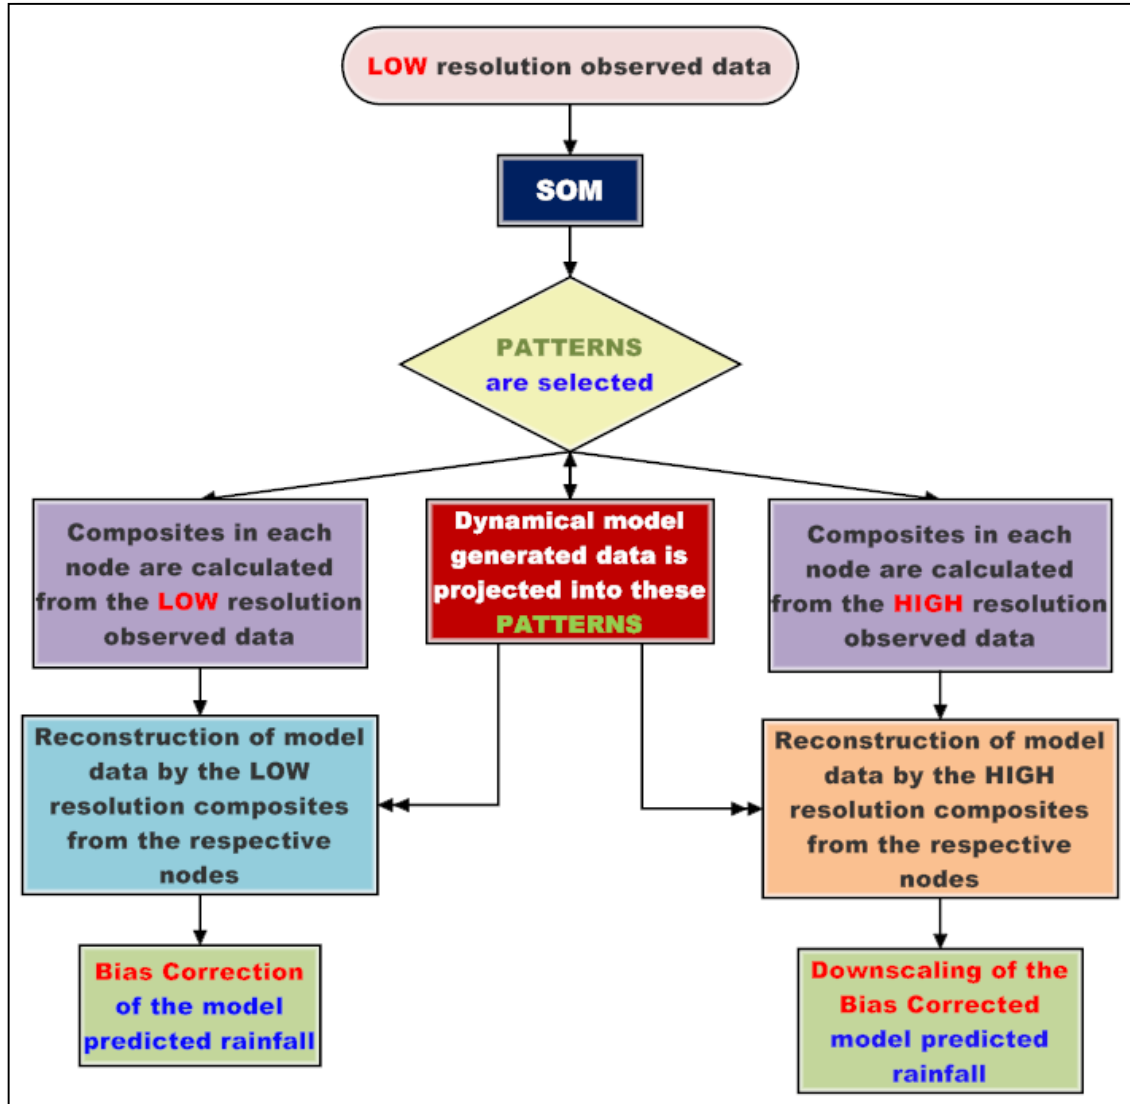 LOW resolution observed data
SOM
PATTERNS
are selected
Composites in each
node are calculated
from the LOW resolution
observed data
Dynamical model
generated data is
projected into these
PATTERNS
Composites in each
node are calculated
from the HIGH resolution
observed data
Reconstruction of model
data by the LOW
resolution composites
from the respective
nodes
Reconstruction of model
data by the HIGH
resolution composites
from the respective
nodes
Bias Correction
of the model
predicted rainfall
Downscaling of the
Bias Corrected
model predicted
rainfall